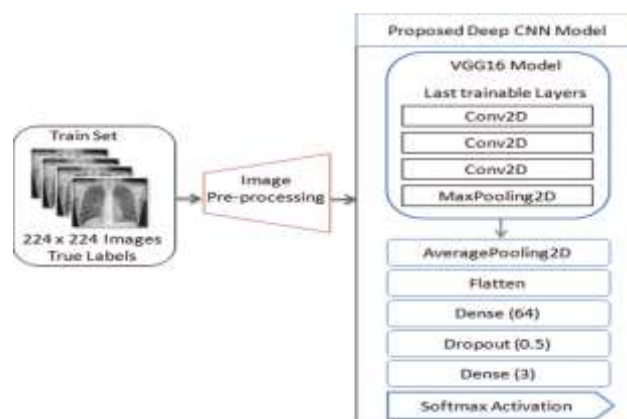 Proposed Deep CNN Model
VGG16 Model
Last trainable Layers
Conv2D
Conv2D
Conv2D
MaxPooling2D
Train Set
224 x 224 Images
True Labels
Image
Pre-processing
AveragePooling2D
Flatten
Dense (64)
Dropout (0.5)
Dense (3)
Softmax Activation